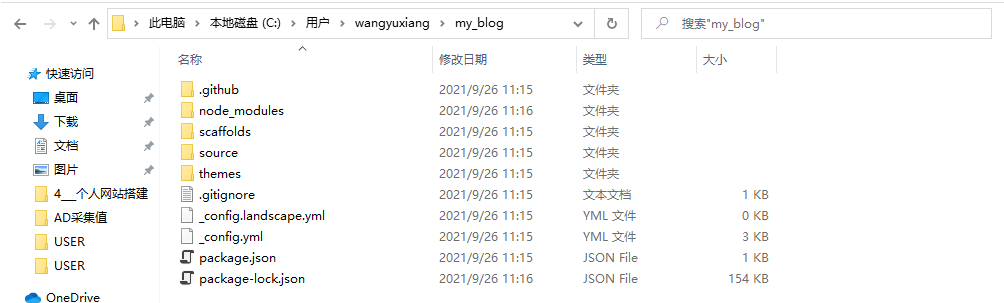 此电脑 › 本地磁盘 (C:) › 用户 › wangyuxiang › my_blog
搜索"my_blog"
名称 修改日期 类型 大小
快速访问
桌面
下载
文档
图片
4___个人网站搭建
AD采集值
USER
USER
OneDrive
.github 2021/9/26 11:15 文件夹
node_modules 2021/9/26 11:16 文件夹
scaffolds 2021/9/26 11:15 文件夹
source 2021/9/26 11:15 文件夹
themes 2021/9/26 11:15 文件夹
.gitignore 2021/9/26 11:15 文本文档 1 KB
_config.landscape.yml 2021/9/26 11:15 YML 文件 0 KB
_config.yml 2021/9/26 11:15 YML 文件 3 KB
package.json 2021/9/26 11:15 JSON File 1 KB
package-lock.json 2021/9/26 11:16 JSON File 154 KB